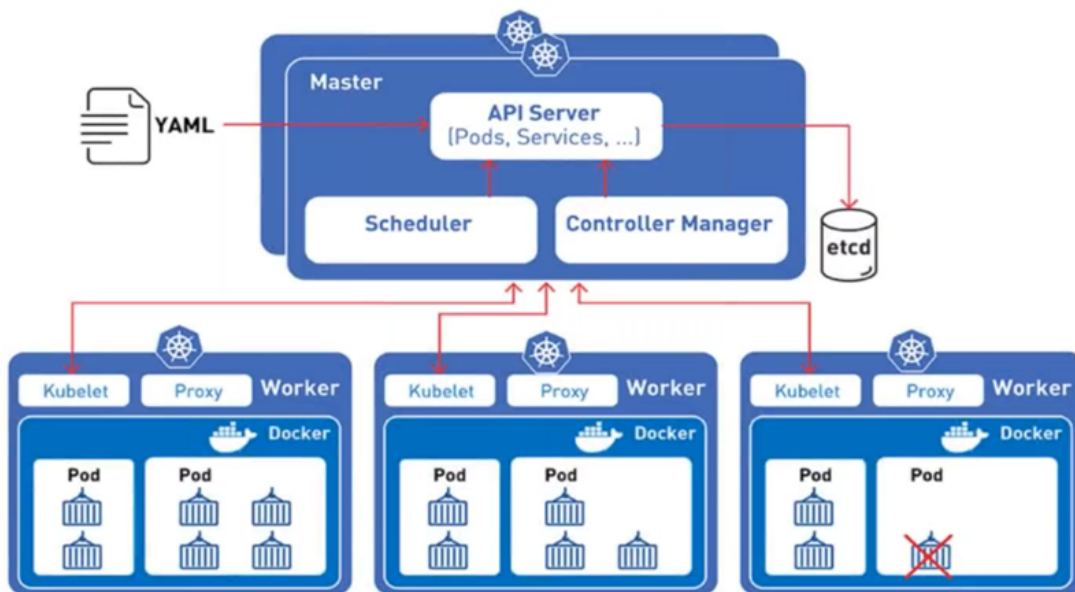 Master
API Server
(Pods, Services, ...)
YAML
Scheduler
Controller Manager
etcd
Kubelet
Proxy
Worker
Docker
Pod
Pod
Kubelet
Proxy
Worker
Docker
Pod
Pod
Kubelet
Proxy
Worker
Docker
Pod
Pod